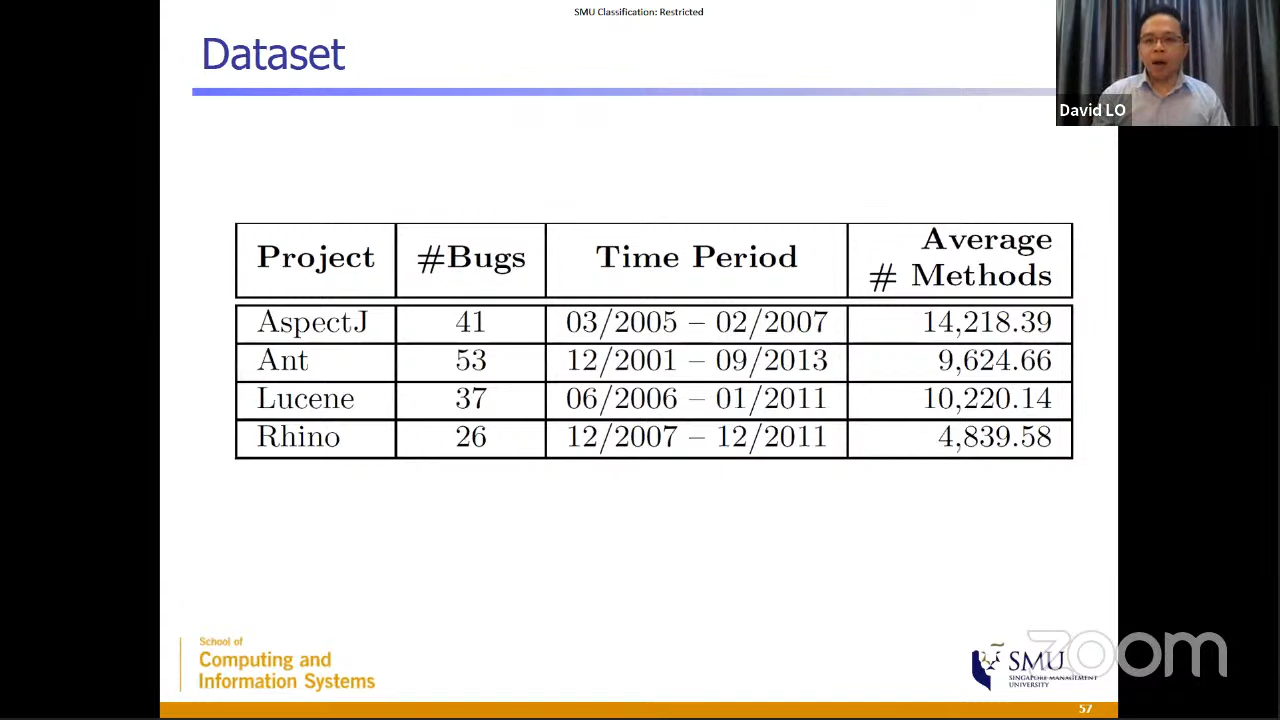 SMU Classification: Restricted
Dataset
David LO
Project #Bugs Time Period Average # Methods
AspectJ 41 03/2005 – 02/2007 14,218.39
Ant 53 12/2001 – 09/2013 9,624.66
Lucene 37 06/2006 – 01/2011 10,220.14
Rhino 26 12/2007 – 12/2011 4,839.58
School of
Computing and
Information Systems
SMU
SINGAPORE MANAGEMENT
UNIVERSITY
zoom
57